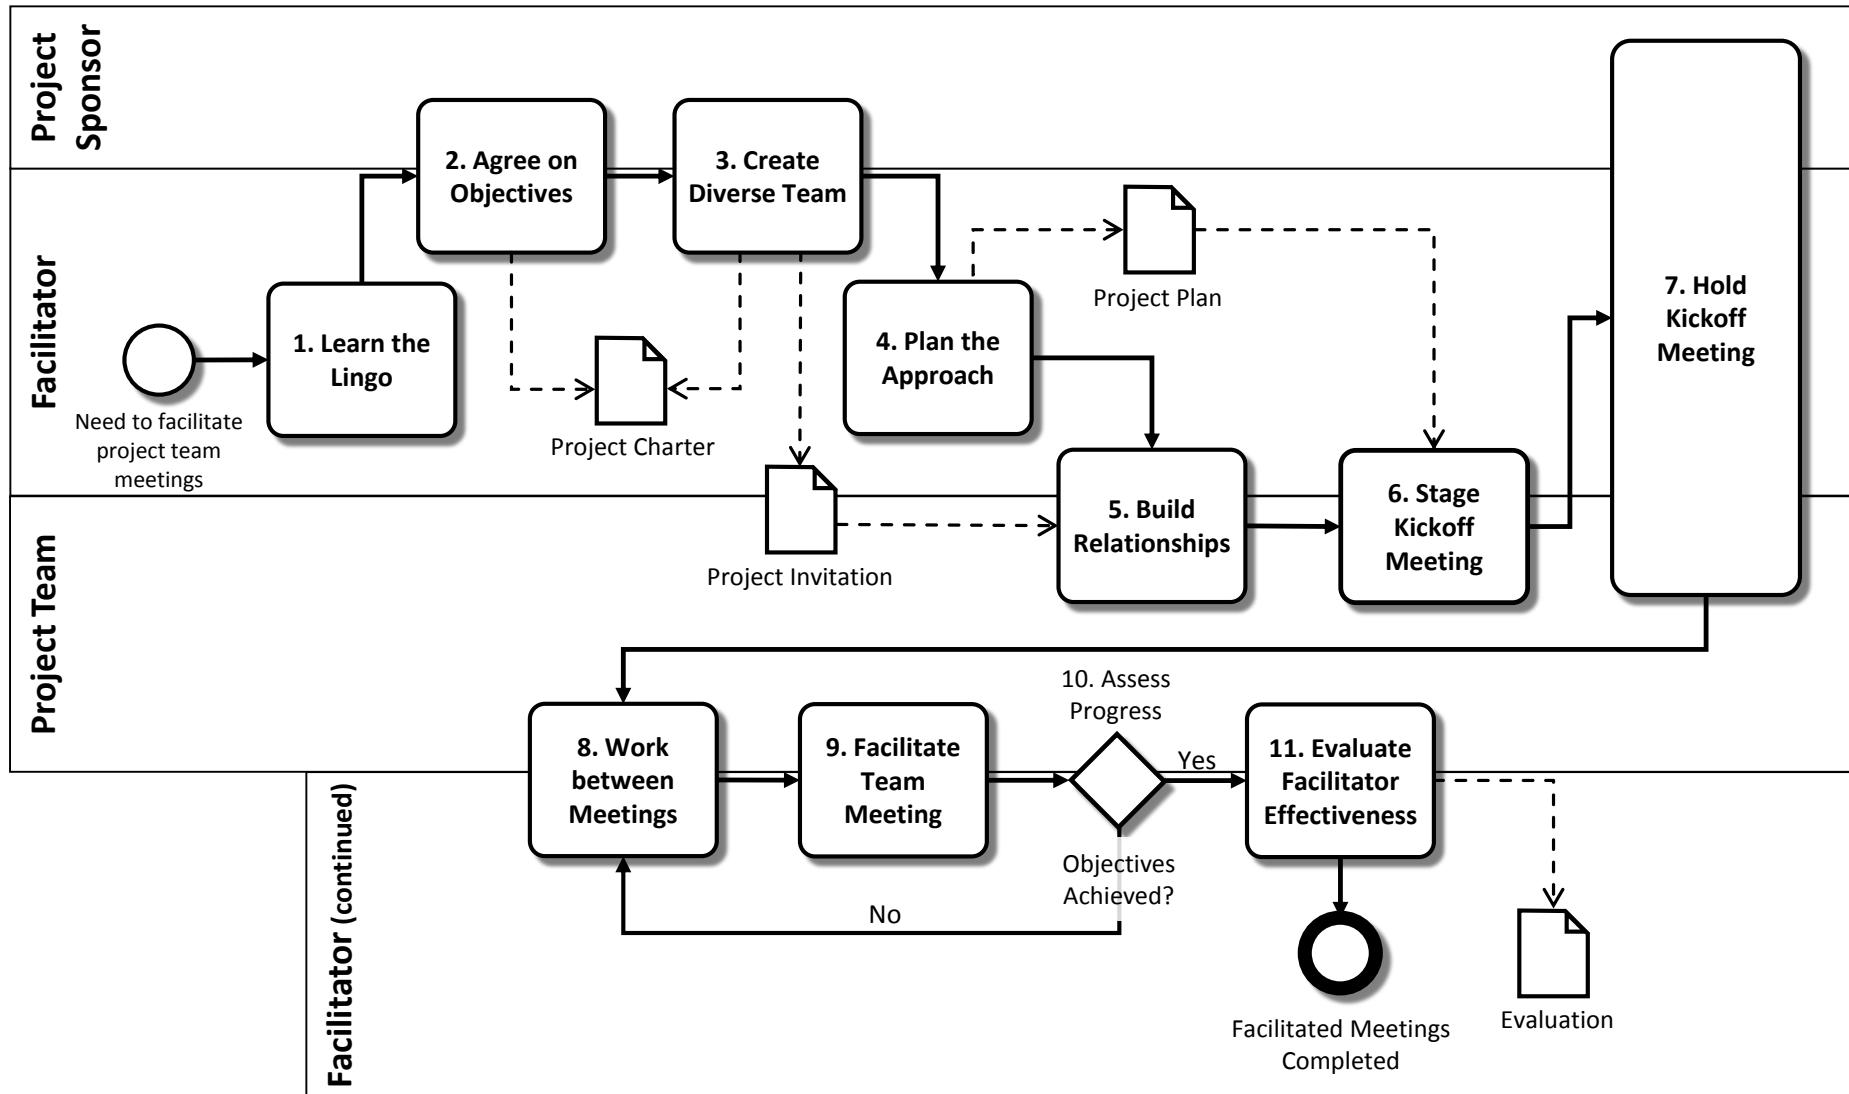 Project
Sponsor
2. Agree on
Objectives
3. Create
Diverse Team
Facilitator
Need to facilitate
project team
meetings
1. Learn the
Lingo
Project Charter
4. Plan the
Approach
Project Plan
7. Hold
Kickoff
Meeting
Project Team
Project Invitation
5. Build
Relationships
6. Stage
Kickoff
Meeting
8. Work
between
Meetings
9. Facilitate
Team
Meeting
10. Assess
Progress
Yes
Objectives
Achieved?
No
11. Evaluate
Facilitator
Effectiveness
Facilitator (continued)
Facilitated Meetings
Completed
Evaluation